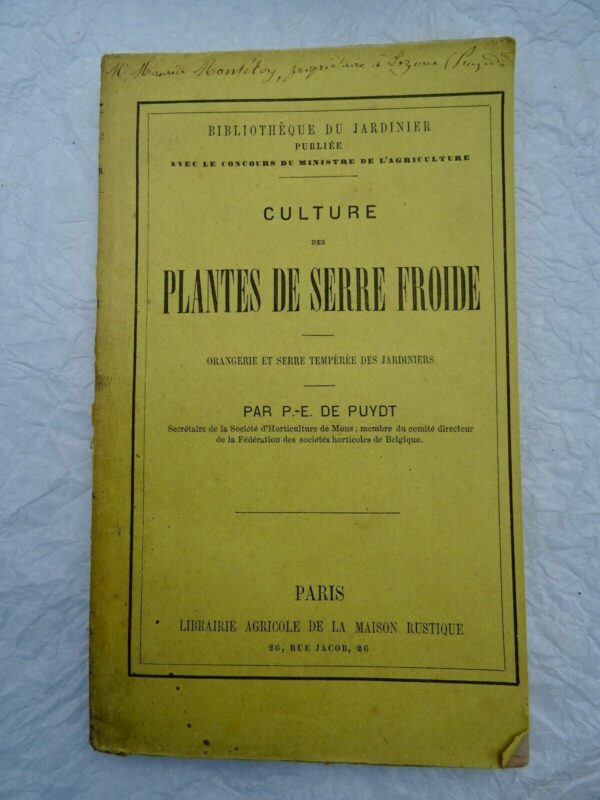 Mr Maurice
propriétaire à Lezoux
BIBLIOTHÈQUE DU JARDINIER
PUBLIÉE
AVEC LE CONCOURS DU MINISTRE DE L'AGRICULTURE
CULTURE
DES
PLANTES DE SERRE FROIDE
ORANGERIE ET SERRE TEMPÉRÉE DES JARDINIERS
PAR P.-E. DE PUYDT
Secrétaire de la Société d'Horticulture de Mons; membre du comité directeur
de la Fédération des sociétés horticoles de Belgique.
PARIS
LIBRAIRIE AGRICOLE DE LA MAISON RUSTIQUE
26, RUE JACOB, 26